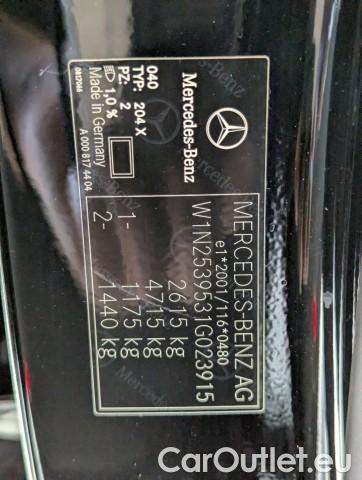 MERCEDES-BENZ AG
e1*2001/116*0480
W1N2539531G023915
2615 kg
4715 kg
1- 1175 kg
2- 1440 kg
Mercedes-Benz
040
TYP: 204 X
PZ: 2
1,0 %
Made in Germany
A 000 817 44 04
CarOutlet.eu